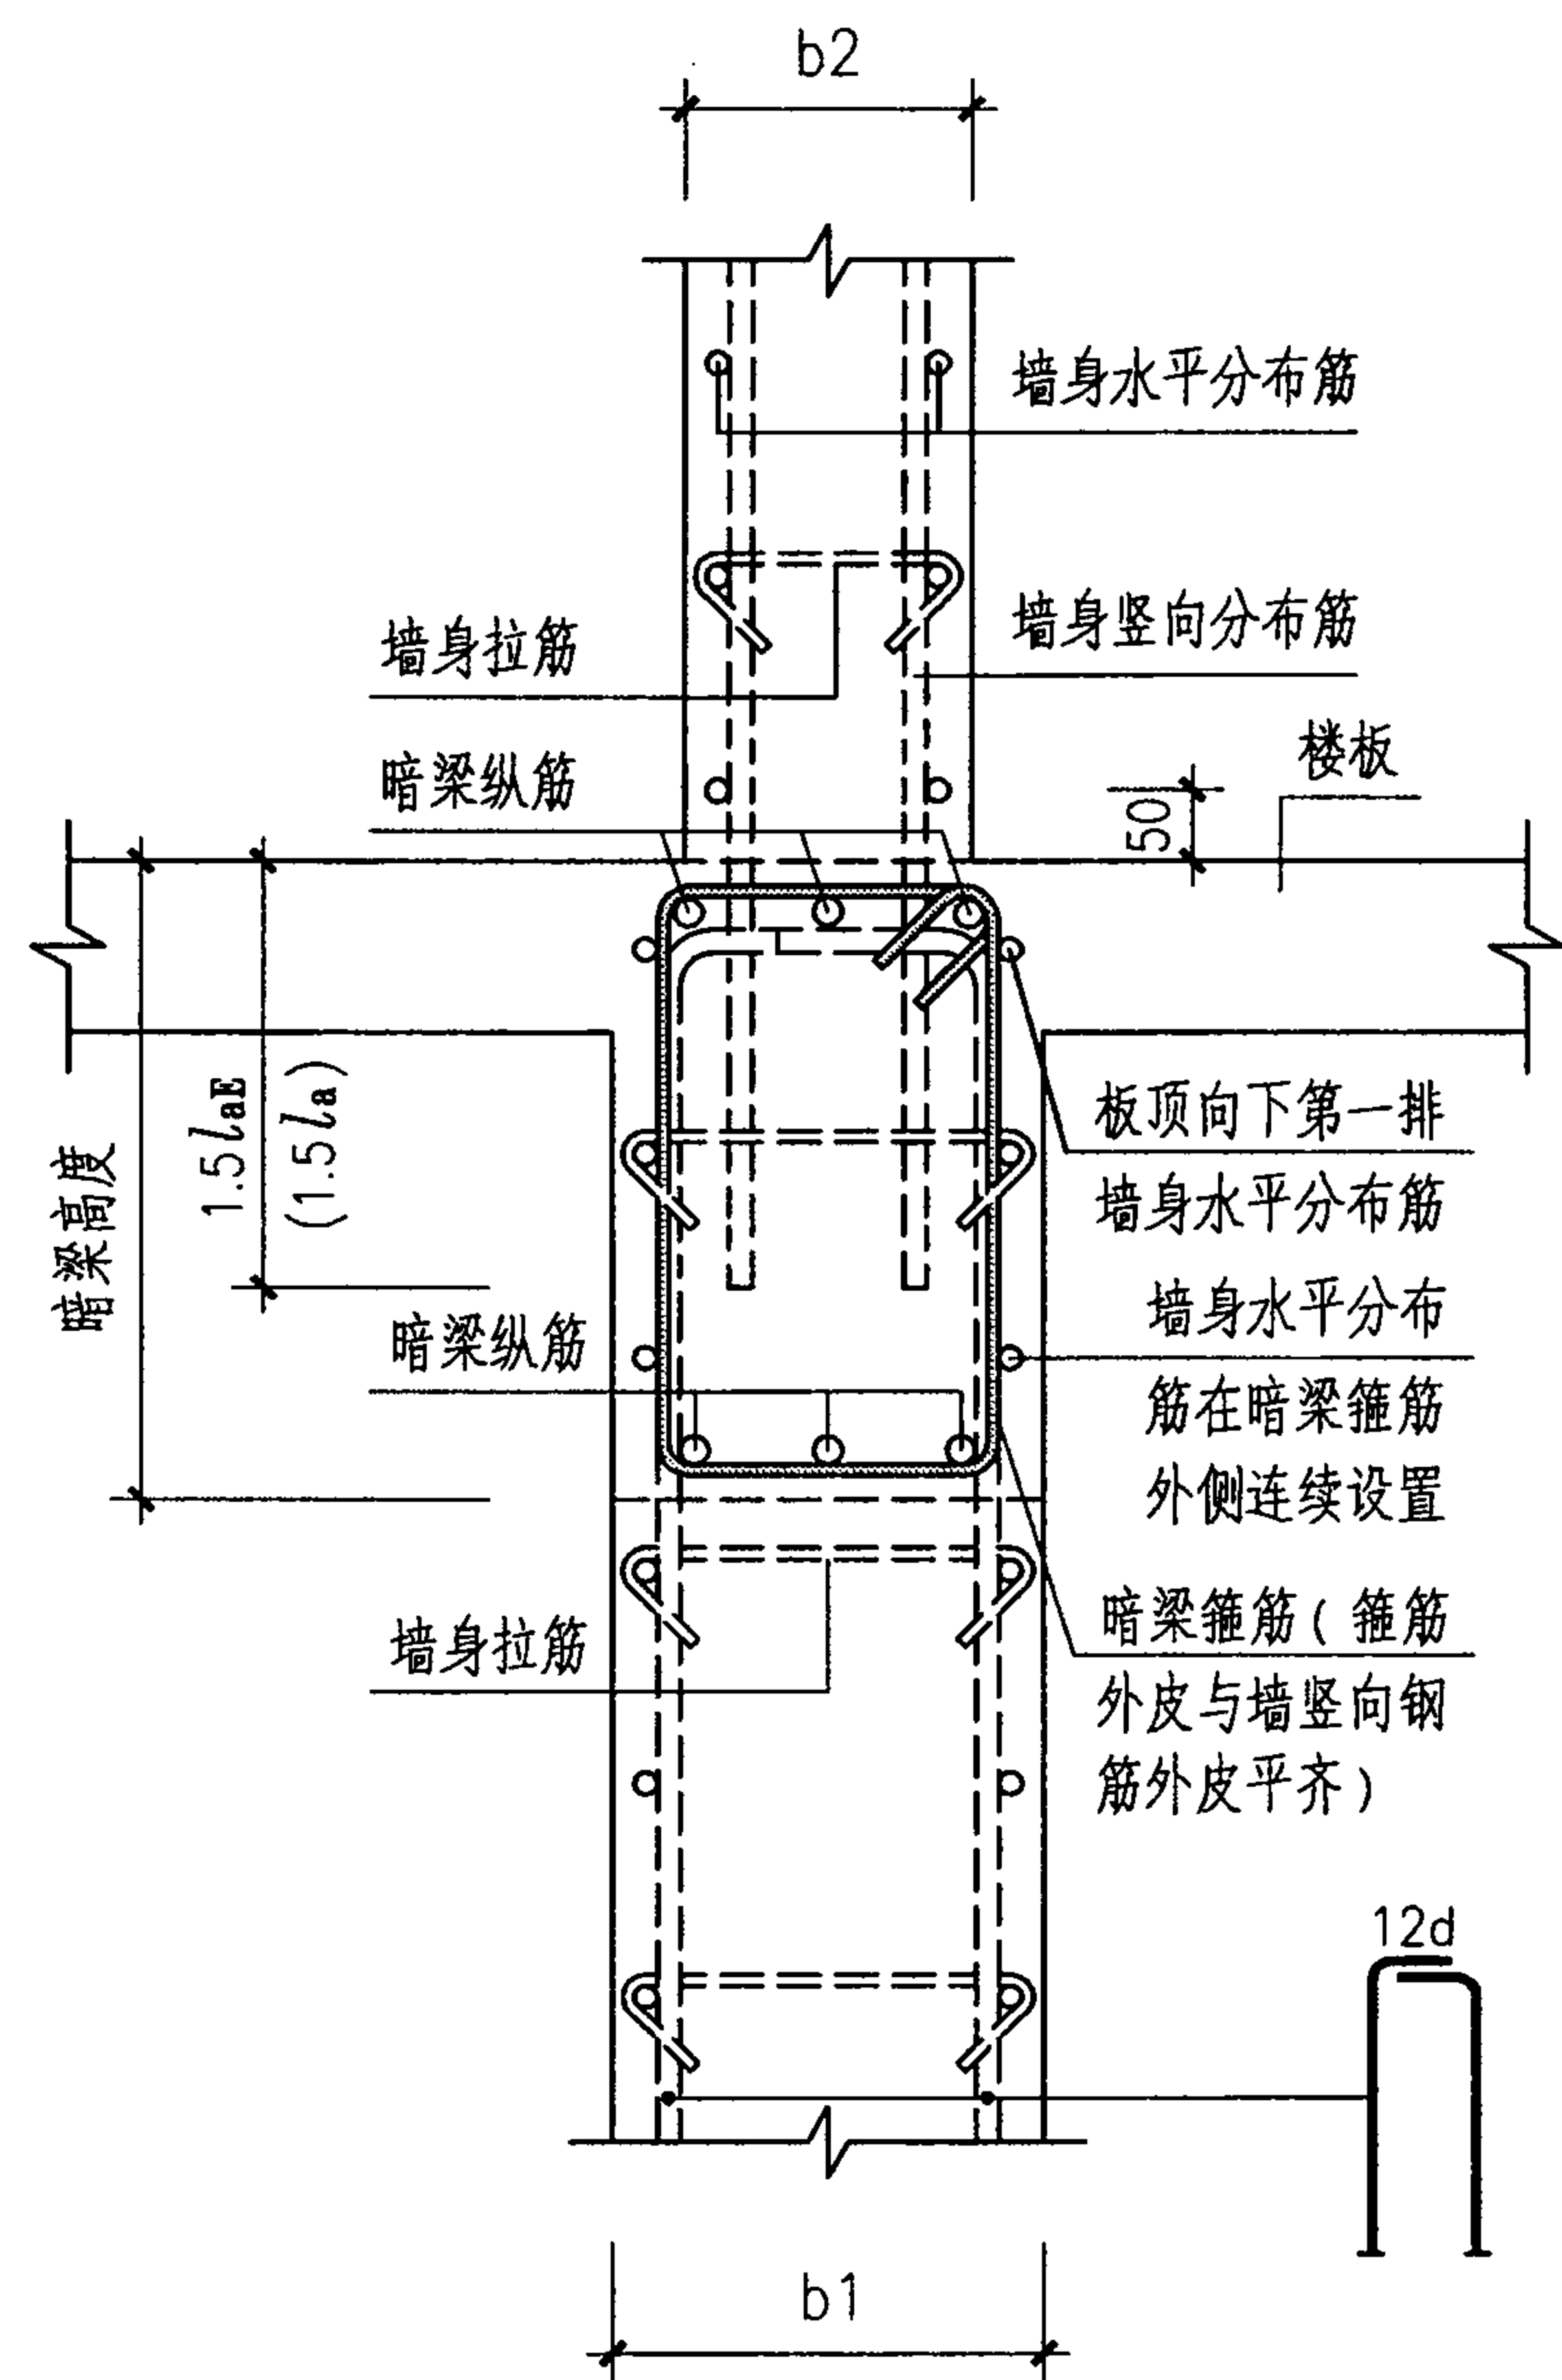 b2
墙身水平分布筋
墙身拉筋
墙身竖向分布筋
暗梁纵筋
楼板
50
暗梁高度
1.5laE
(1.5la)
板顶向下第一排
墙身水平分布筋
暗梁纵筋
墙身水平分布
筋在暗梁箍筋
外侧连续设置
墙身拉筋
暗梁箍筋(箍筋
外皮与墙竖向钢
筋外皮平齐)
12d
b1